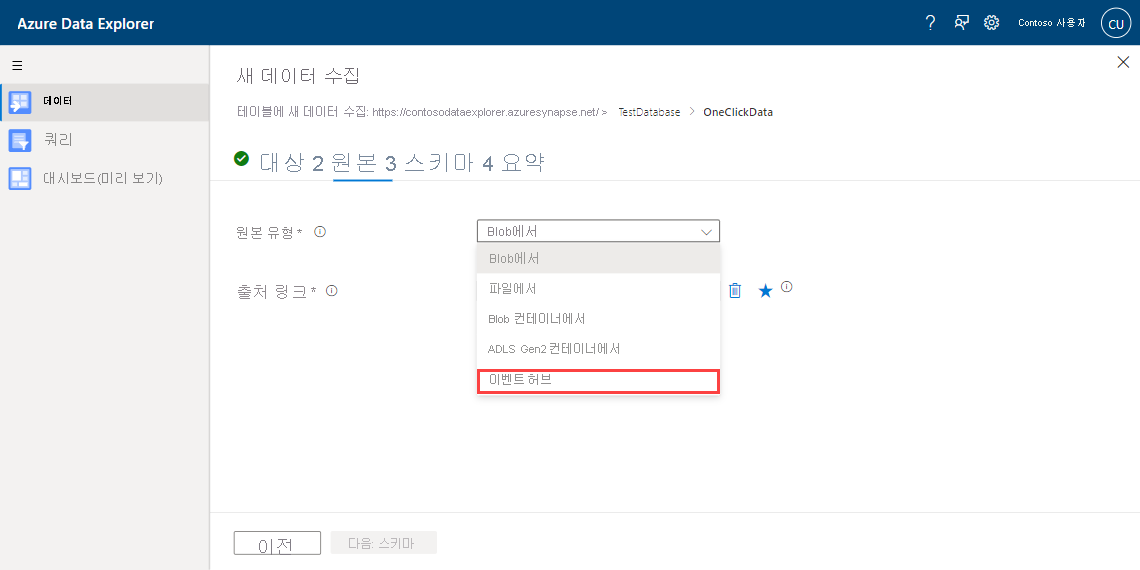 Azure Data Explorer
? Contoso 사용자 CU
데이터
쿼리
대시보드(미리 보기)
새 데이터 수집
테이블에 새 데이터 수집: https://contosodataexplorer.azuresynapse.net/ > TestDatabase > OneClickData
대상 2 원본 3 스키마 4 요약
원본 유형 *
Blob에서
Blob에서
출처 링크 *
파일에서
Blob 컨테이너에서
ADLS Gen2 컨테이너에서
이벤트 허브
이전
다음: 스키마